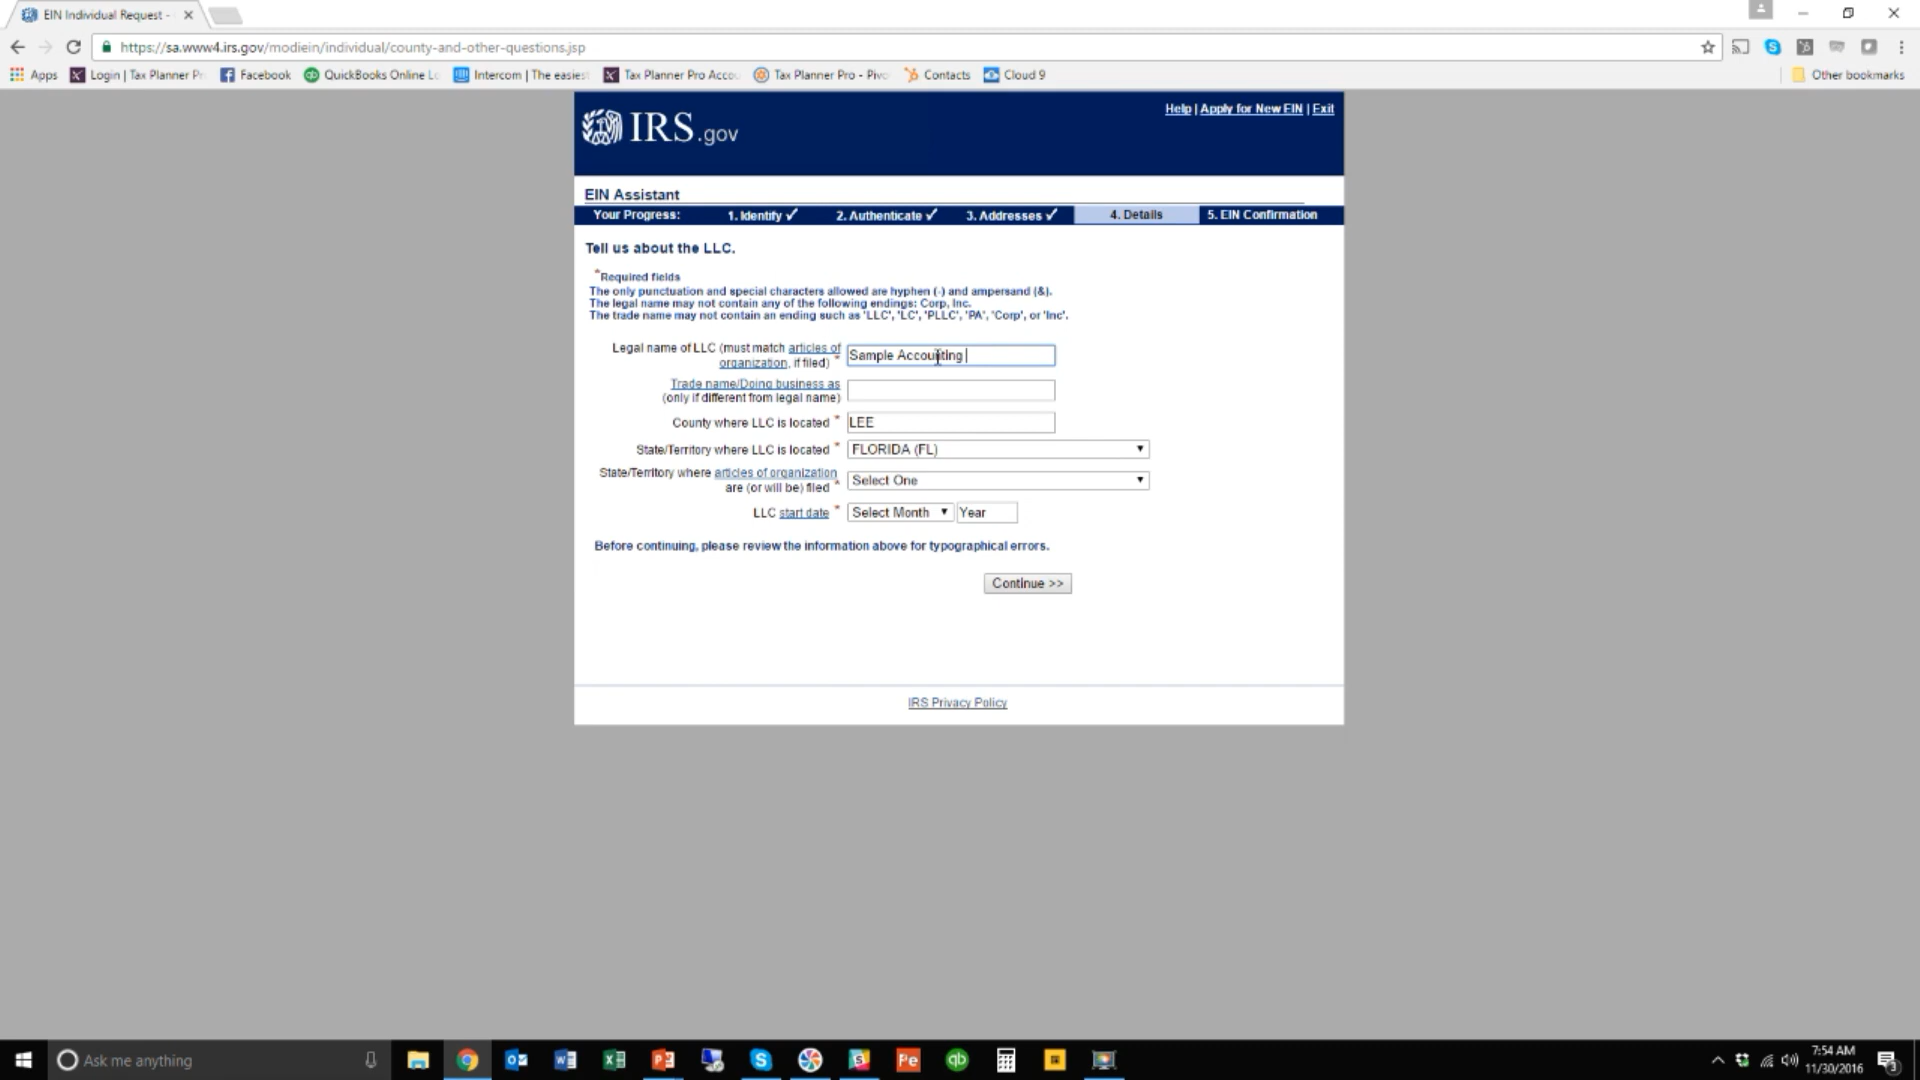 EIN Individual Request -
https://sa.www4.irs.gov/modiein/individual/county-and-other-questions.jsp
Apps Login | Tax Planner Pr Facebook QuickBooks Online Lo Intercom | The easies Tax Planner Pro Acco Tax Planner Pro - Pivo Contacts Cloud 9 Other bookmarks
IRS.gov
Help | Apply for New EIN | Exit
EIN Assistant
Your Progress: 1. Identify ✓ 2. Authenticate ✓ 3. Addresses ✓ 4. Details 5. EIN Confirmation
Tell us about the LLC.
*Required fields
The only punctuation and special characters allowed are hyphen (-) and ampersand (&).
The legal name may not contain any of the following endings: Corp, Inc.
The trade name may not contain an ending such as 'LLC', 'LC', 'PLLC', 'PA', 'Corp', or 'Inc'.
Legal name of LLC (must match articles of
organization, if filed) * Sample Accounting
Trade name/Doing business as
(only if different from legal name)
County where LLC is located * LEE
State/Territory where LLC is located * FLORIDA (FL)
State/Territory where articles of organization
are (or will be) filed * Select One
LLC start date * Select Month Year
Before continuing, please review the information above for typographical errors.
Continue >>
IRS Privacy Policy
Ask me anything
7:54 AM
11/30/2016